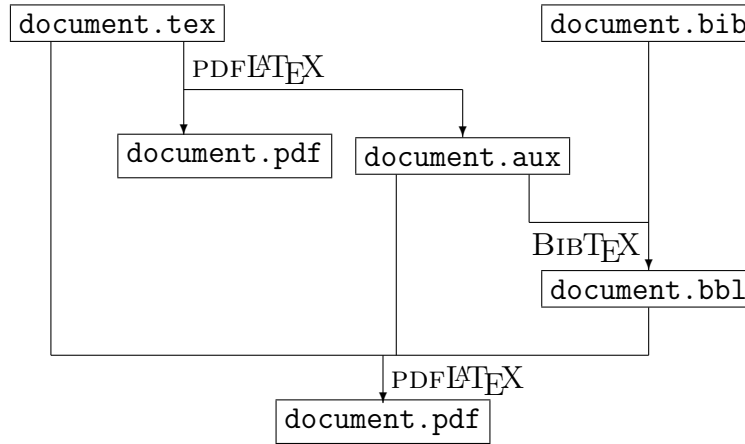 document.tex document.bib
PDFLATEX
document.pdf document.aux
BIBTEX
document.bbl
PDFLATEX
document.pdf